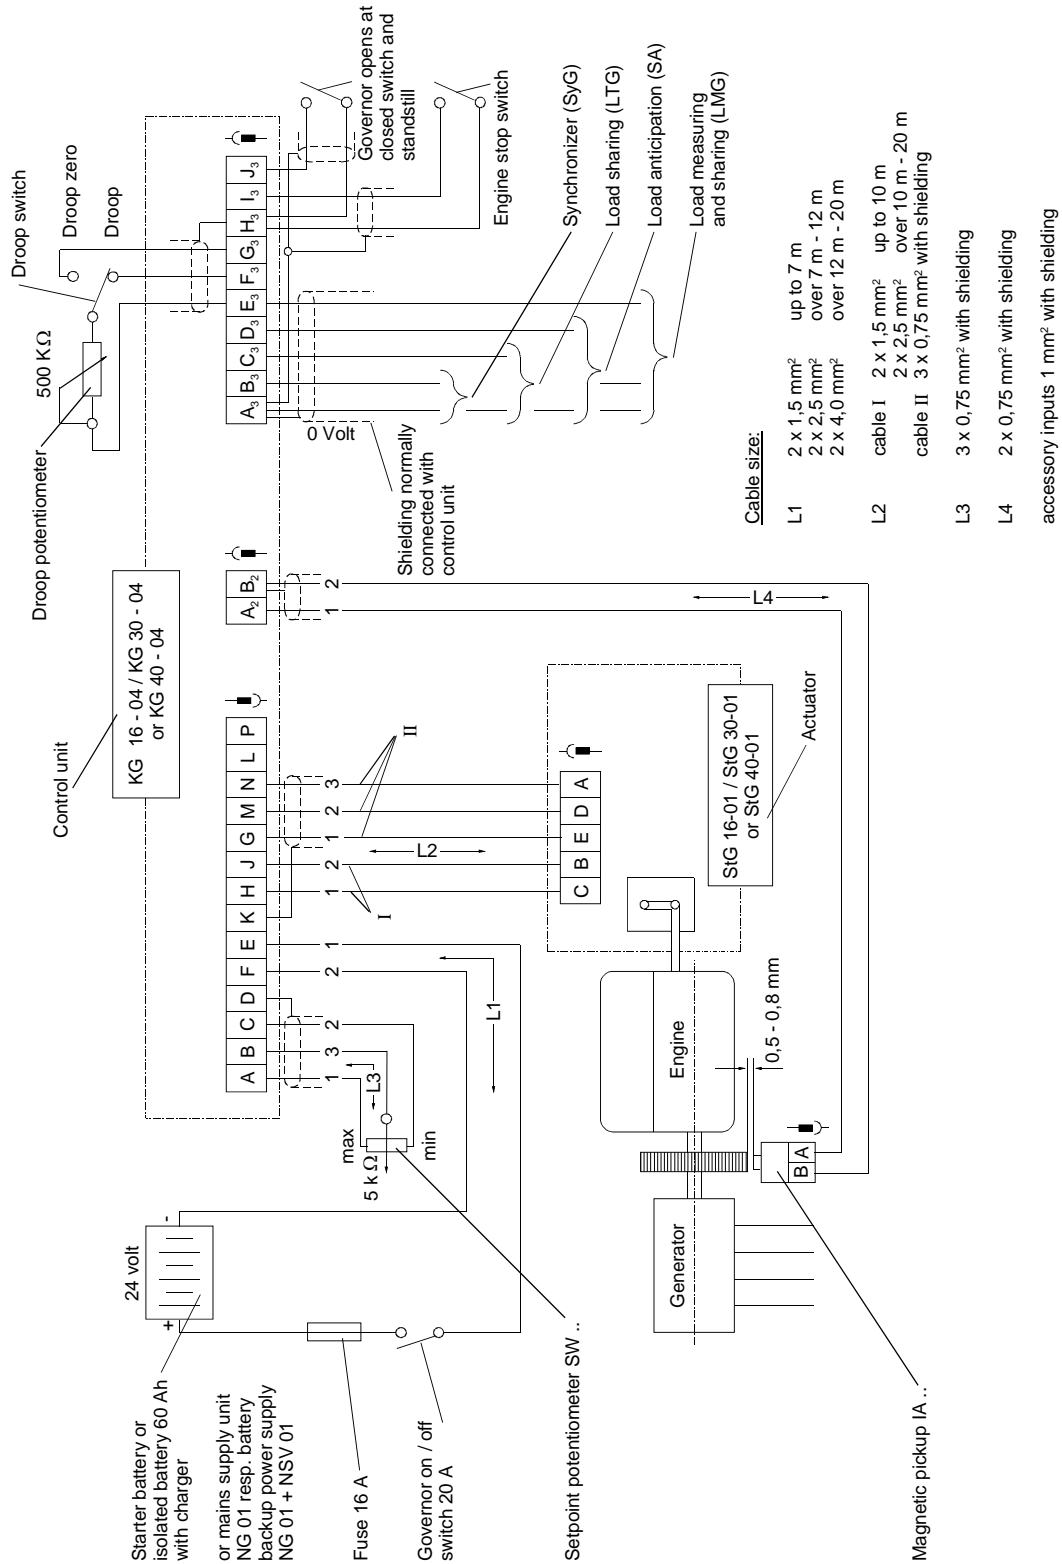 Control unit
KG 16 - 04 / KG 30 - 04
or KG 40 - 04
Droop potentiometer
500 KΩ
Droop switch
Droop zero
Droop
24 volt
+
-
Starter battery or
isolated battery 60 Ah
with charger
or mains supply unit
NG 01 resp. battery
backup power supply
NG 01 + NSV 01
Fuse 16 A
Governor on / off
switch 20 A
Setpoint potentiometer SW ..
Magnetic pickup IA ..
A B C D F E K H J G M N L P
A₂ B₂
A₃ B₃ C₃ D₃ E₃ F₃ G₃ H₃ I₃ J₃
1 3 2 2 1 1 2 1 2 3
1 2
max
5 k Ω
min
L3
L1
I
L2
II
L4
0 Volt
Shielding normally
connected with
control unit
Governor opens at
closed switch and
standstill
Engine stop switch
Synchronizer (SyG)
Load sharing (LTG)
Load anticipation (SA)
Load measuring
and sharing (LMG)
C B E D A
StG 16-01 / StG 30-01
or StG 40-01
Actuator
Generator
Engine
0,5 - 0,8 mm
B A
Cable size:
L1 2 x 1,5 mm² up to 7 m
2 x 2,5 mm² over 7 m - 12 m
2 x 4,0 mm² over 12 m - 20 m
L2 cable I 2 x 1,5 mm² up to 10 m
2 x 2,5 mm² over 10 m - 20 m
cable II 3 x 0,75 mm² with shielding
L3 3 x 0,75 mm² with shielding
L4 2 x 0,75 mm² with shielding
accessory inputs 1 mm² with shielding